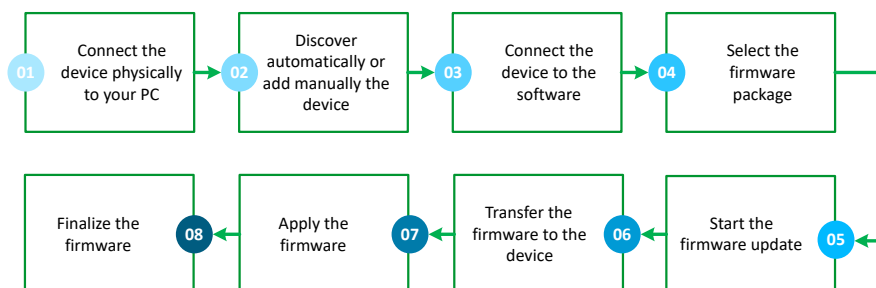 01
Connect the
device physically
to your PC
02
Discover
automatically or
add manually the
device
03
Connect the
device to the
software
04
Select the
firmware
package
05
Start the
firmware update
06
Transfer the
firmware to the
device
07
Apply the
firmware
08
Finalize the
firmware